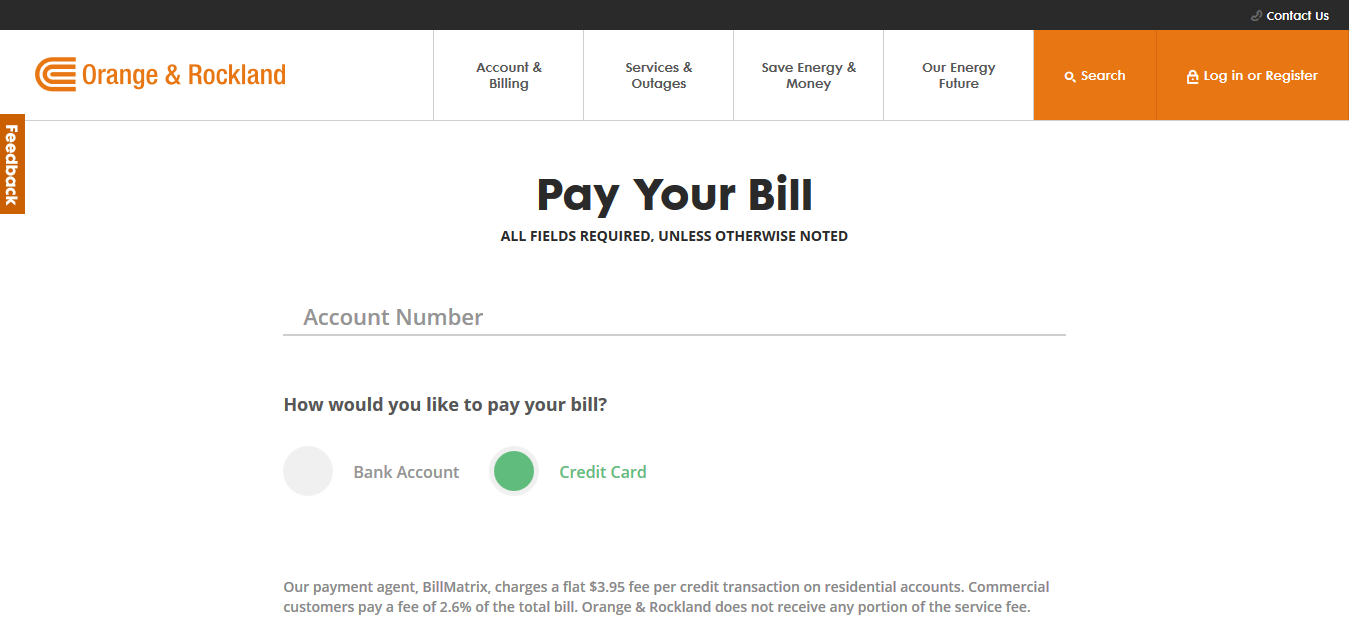 Contact Us
Orange & Rockland
Account &
Billing
Services &
Outages
Save Energy &
Money
Our Energy
Future
Search
Log in or Register
Feedback
Pay Your Bill
ALL FIELDS REQUIRED, UNLESS OTHERWISE NOTED
Account Number
How would you like to pay your bill?
Bank Account
Credit Card
Our payment agent, BillMatrix, charges a flat $3.95 fee per credit transaction on residential accounts. Commercial
customers pay a fee of 2.6% of the total bill. Orange & Rockland does not receive any portion of the service fee.